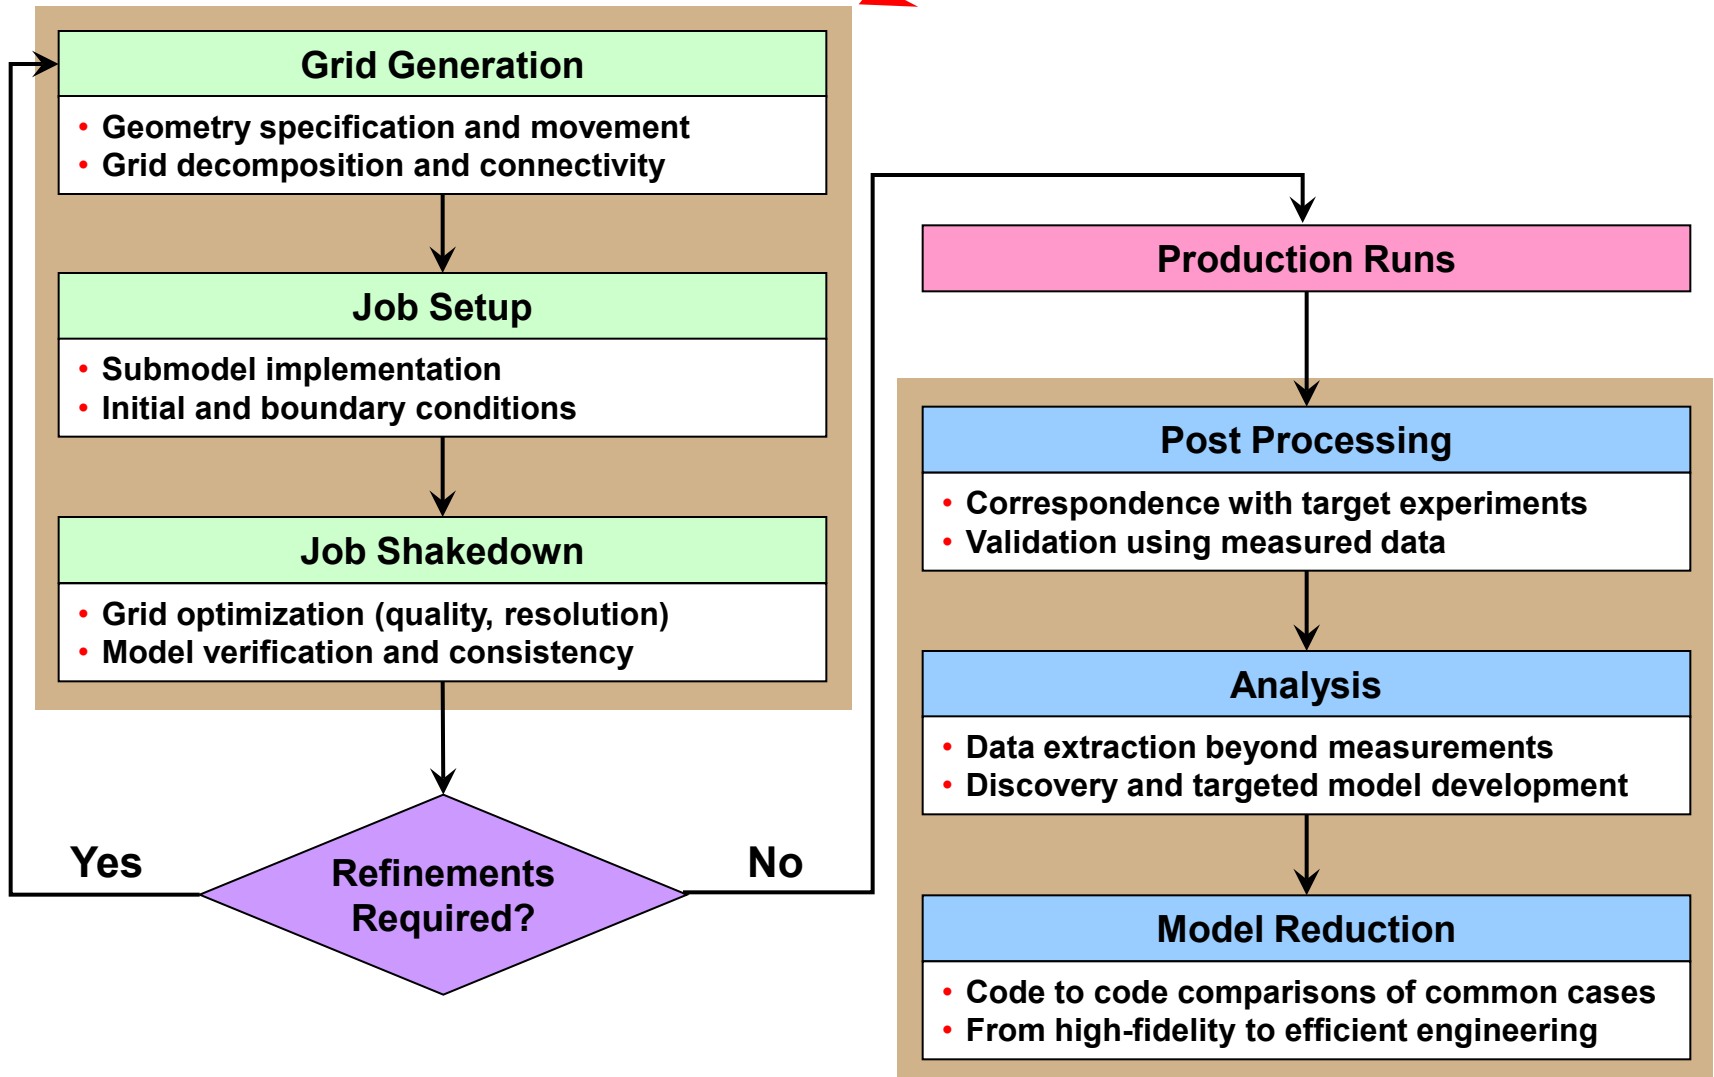 Grid Generation
• Geometry specification and movement
• Grid decomposition and connectivity
Job Setup
• Submodel implementation
• Initial and boundary conditions
Job Shakedown
• Grid optimization (quality, resolution)
• Model verification and consistency
Yes
Refinements
Required?
No
Production Runs
Post Processing
• Correspondence with target experiments
• Validation using measured data
Analysis
• Data extraction beyond measurements
• Discovery and targeted model development
Model Reduction
• Code to code comparisons of common cases
• From high-fidelity to efficient engineering